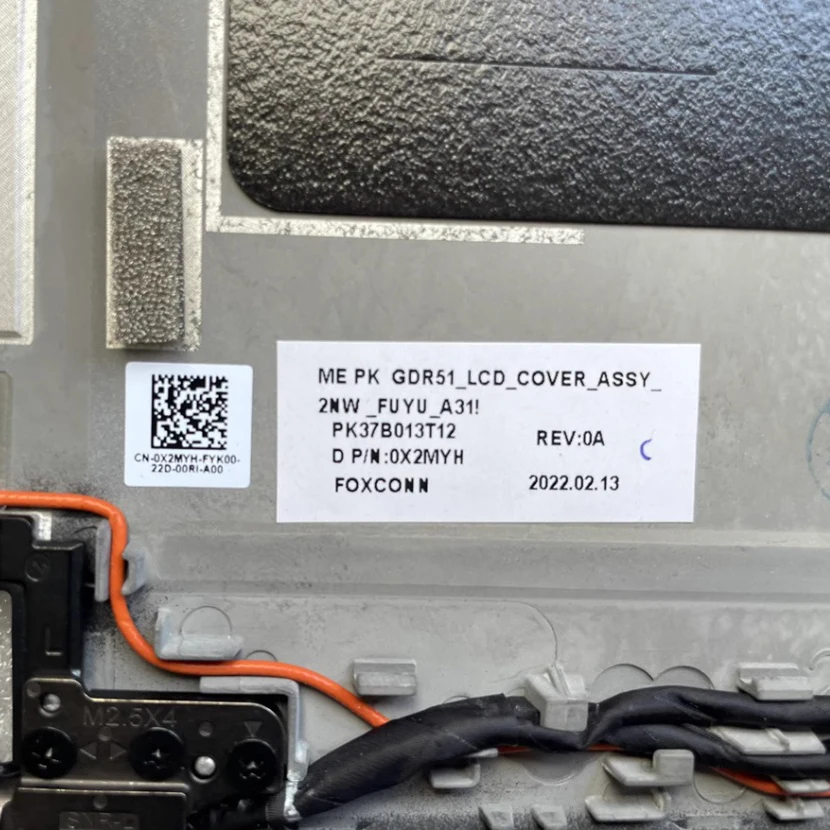 ME PK GDR51_LCD_COVER_ASSY_
2NW_FUYU_A31!
PK37B013T12
REV:0A
D P/N:0X2MYH
FOXCONN
2022.02.13
CN-0X2MYH-FYK00-
22D-00RI-A00
L
M2.5X4